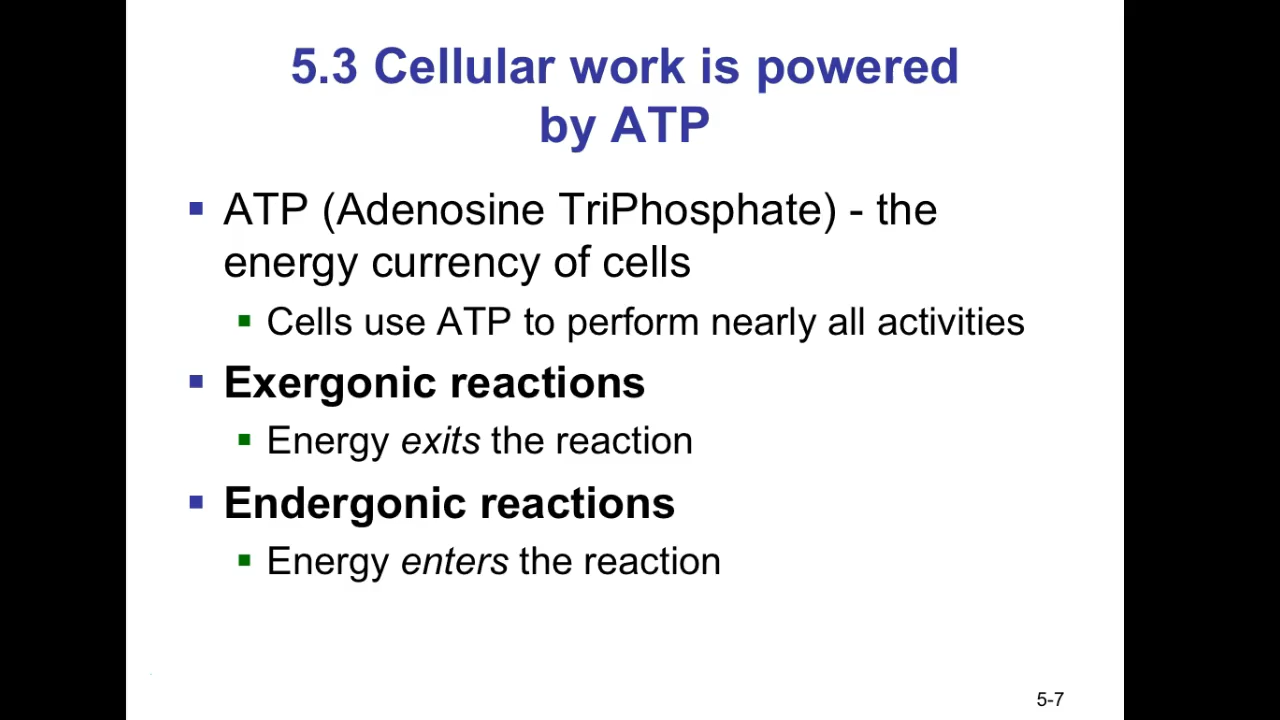 5.3 Cellular work is powered
by ATP
▪ ATP (Adenosine TriPhosphate) - the
energy currency of cells
▪ Cells use ATP to perform nearly all activities
▪ Exergonic reactions
▪ Energy exits the reaction
▪ Endergonic reactions
▪ Energy enters the reaction
5-7